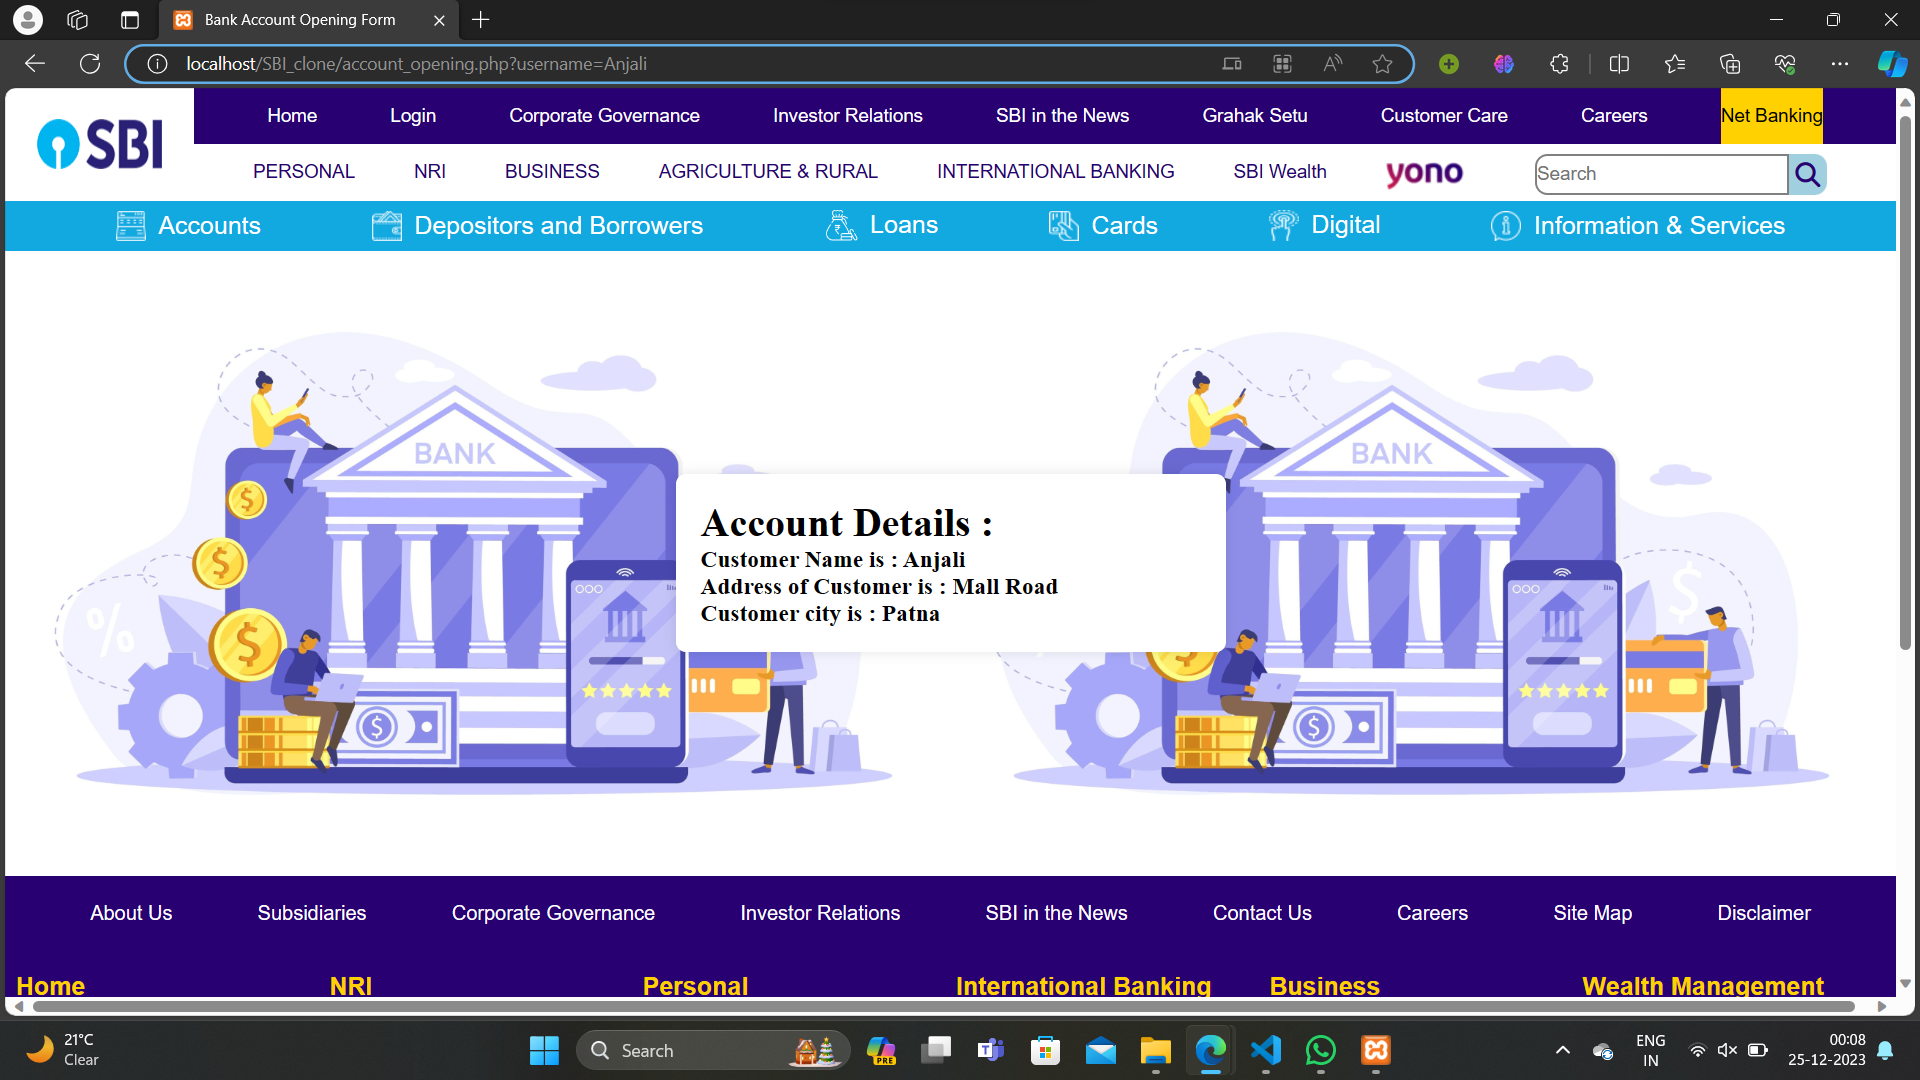 Bank Account Opening Form
localhost/SBI_clone/account_opening.php?username=Anjali
SBI
Home Login Corporate Governance Investor Relations SBI in the News Grahak Setu Customer Care Careers Net Banking
PERSONAL NRI BUSINESS AGRICULTURE & RURAL INTERNATIONAL BANKING SBI Wealth yono Search
Accounts Depositors and Borrowers Loans Cards Digital Information & Services
BANK BANK
Account Details :
Customer Name is : Anjali
Address of Customer is : Mall Road
Customer city is : Patna
About Us Subsidiaries Corporate Governance Investor Relations SBI in the News Contact Us Careers Site Map Disclaimer
Home NRI Personal International Banking Business Wealth Management
21°C
Clear
Search
PRE
ENG
IN
00:08
25-12-2023